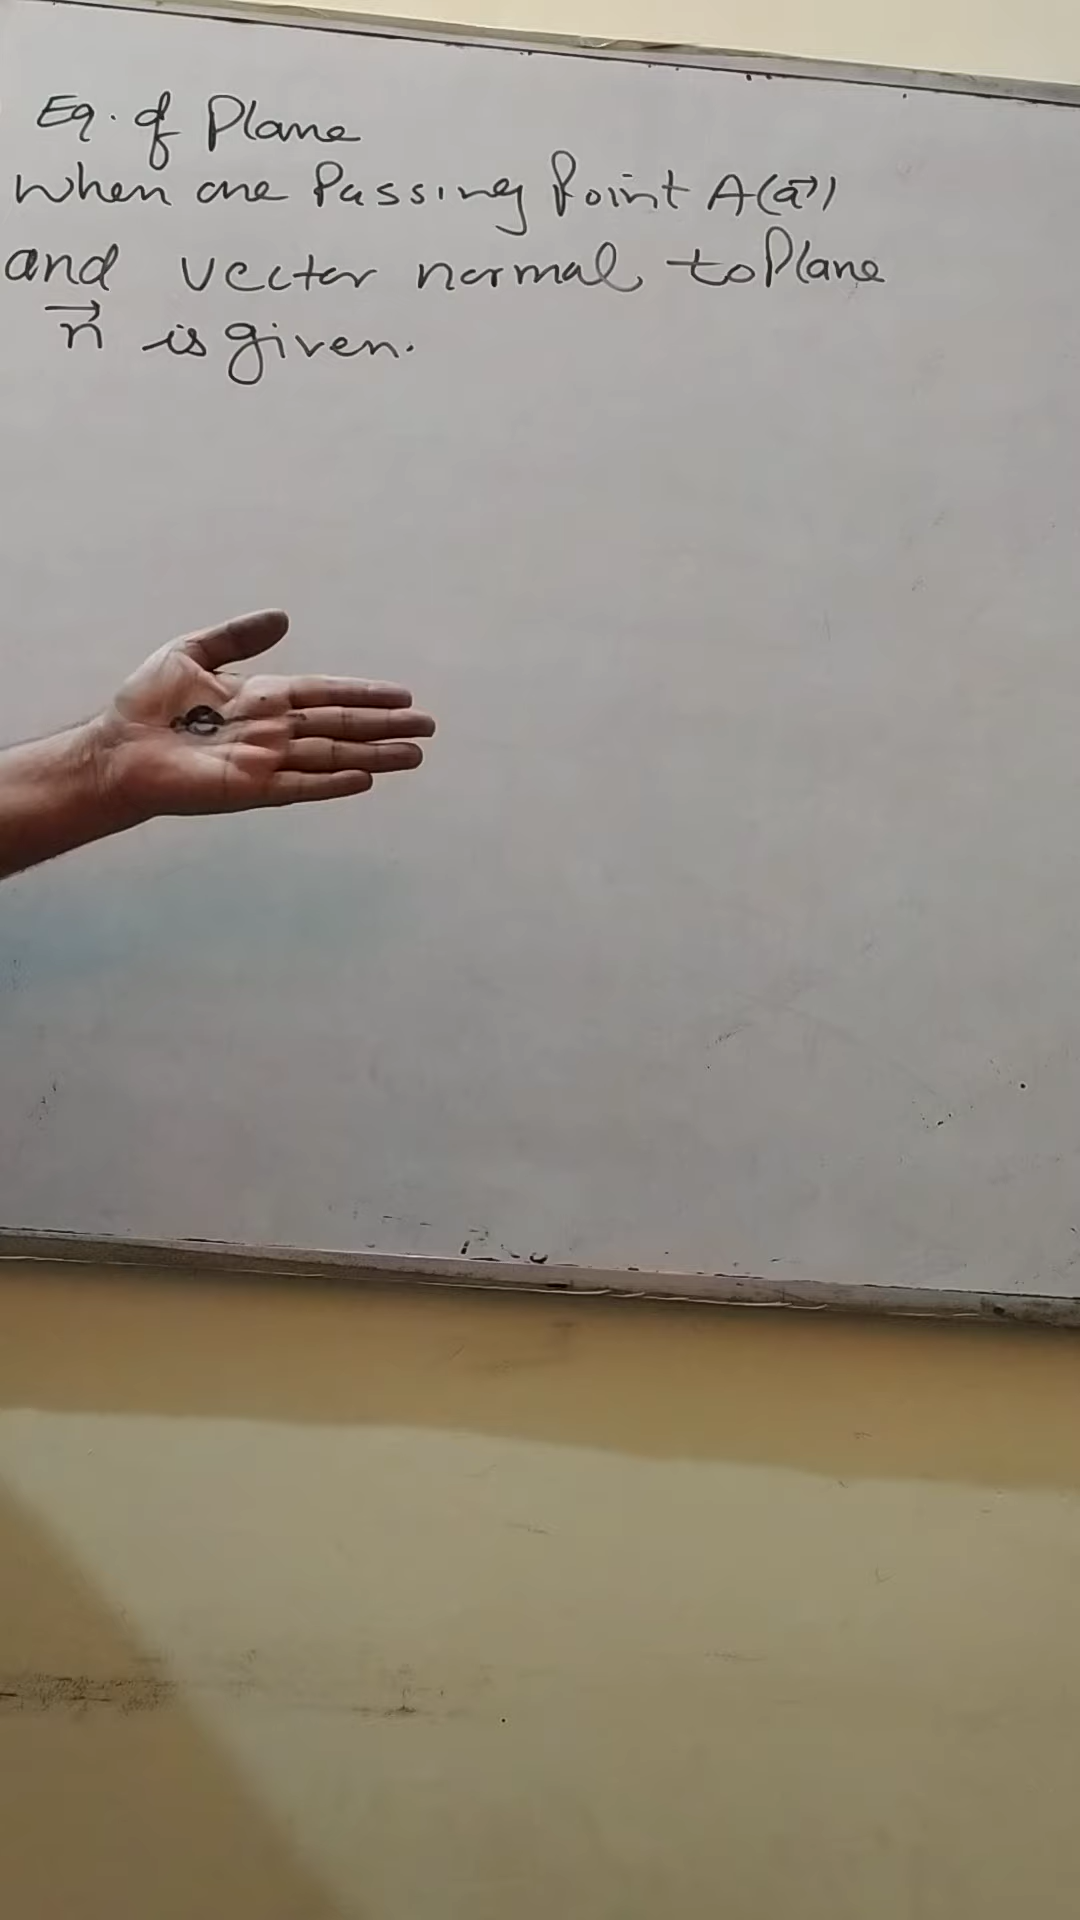 Eq. of Plane
when one Passing Point A(a⃗)
and vector normal to Plane
n⃗ is given.